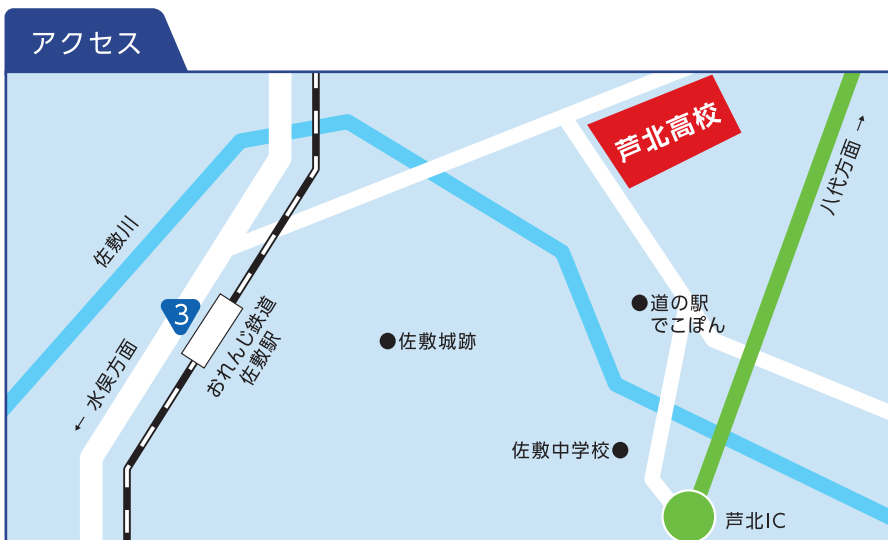 アクセス
芦北高校
八代方面 →
佐敷川
3
道の駅
でこぽん
おれんじ鉄道
佐敷駅
●佐敷城跡
← 水俣方面
佐敷中学校●
芦北IC